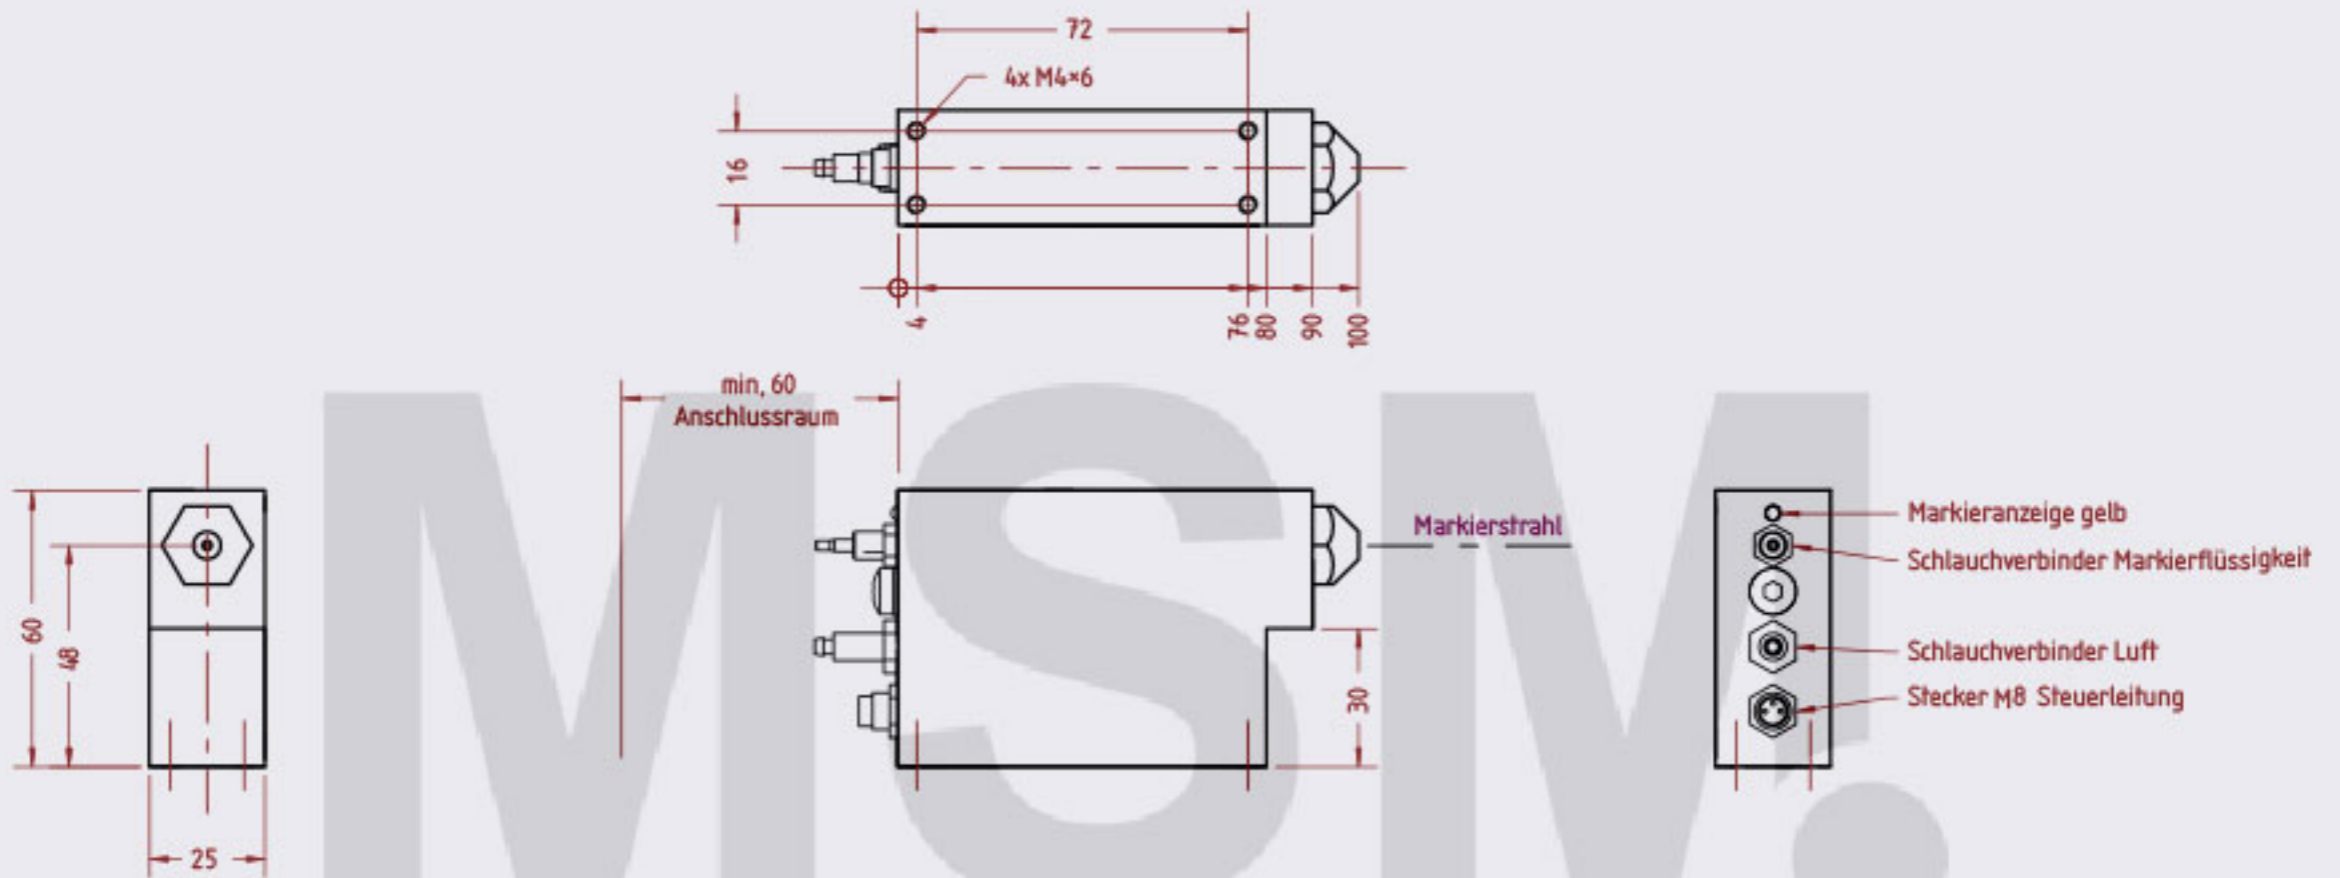 72
4x M4×6
16
4
76
80
90
100
min, 60
Anschlussraum
60
48
25
Markierstrahl
30
Markieranzeige gelb
Schlauchverbinder Markierflüssigkeit
Schlauchverbinder Luft
Stecker M8 Steuerleitung
MSM.